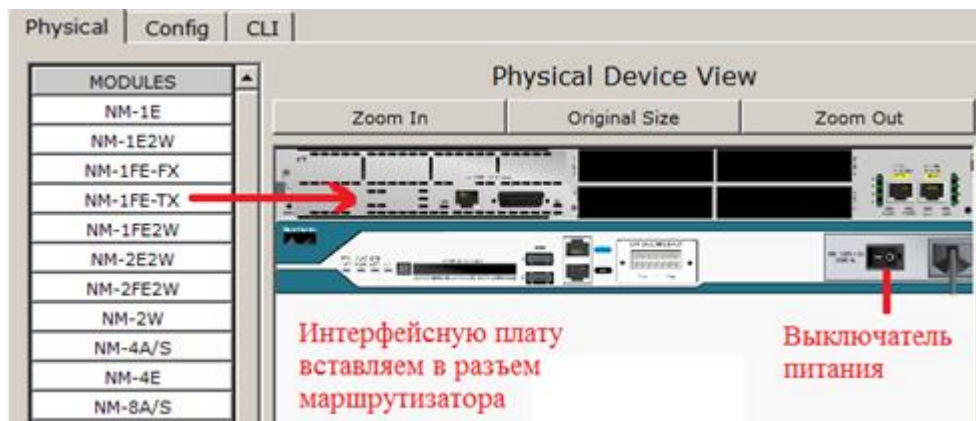 Physical Config CLI
Physical Device View
MODULES
Zoom In Original Size Zoom Out
NM-1E
NM-1E2W
NM-1FE-FX
NM-1FE-TX
NM-1FE2W
NM-2E2W
NM-2FE2W
NM-2W
NM-4A/S
NM-4E
NM-8A/S
Интерфейсную плату
вставляем в разъем
маршрутизатора
Выключатель
питания